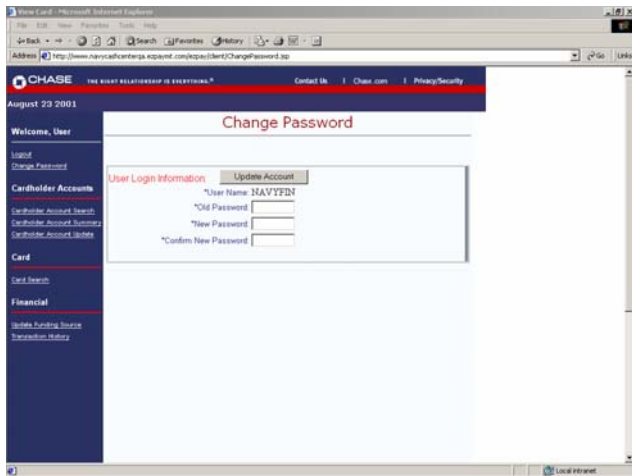 View Card - Microsoft Internet Explorer
File Edit View Favorites Tools Help
Back Search Favorites History
Address http://www.navycashcenterqa.ezpaymt.com/ezpay/client/ChangePassword.jsp Go Links
CHASE THE RIGHT RELATIONSHIP IS EVERYTHING.® Contact Us | Chase.com | Privacy/Security
August 23 2001
Change Password
Welcome, User
Logout
Change Password
User Login Information: Update Account
*User Name: NAVYFIN
*Old Password:
*New Password:
*Confirm New Password:
Cardholder Accounts
Cardholder Account Search
Cardholder Account Summary
Cardholder Account Update
Card
Card Search
Financial
Update Funding Source
Transaction History
Local intranet